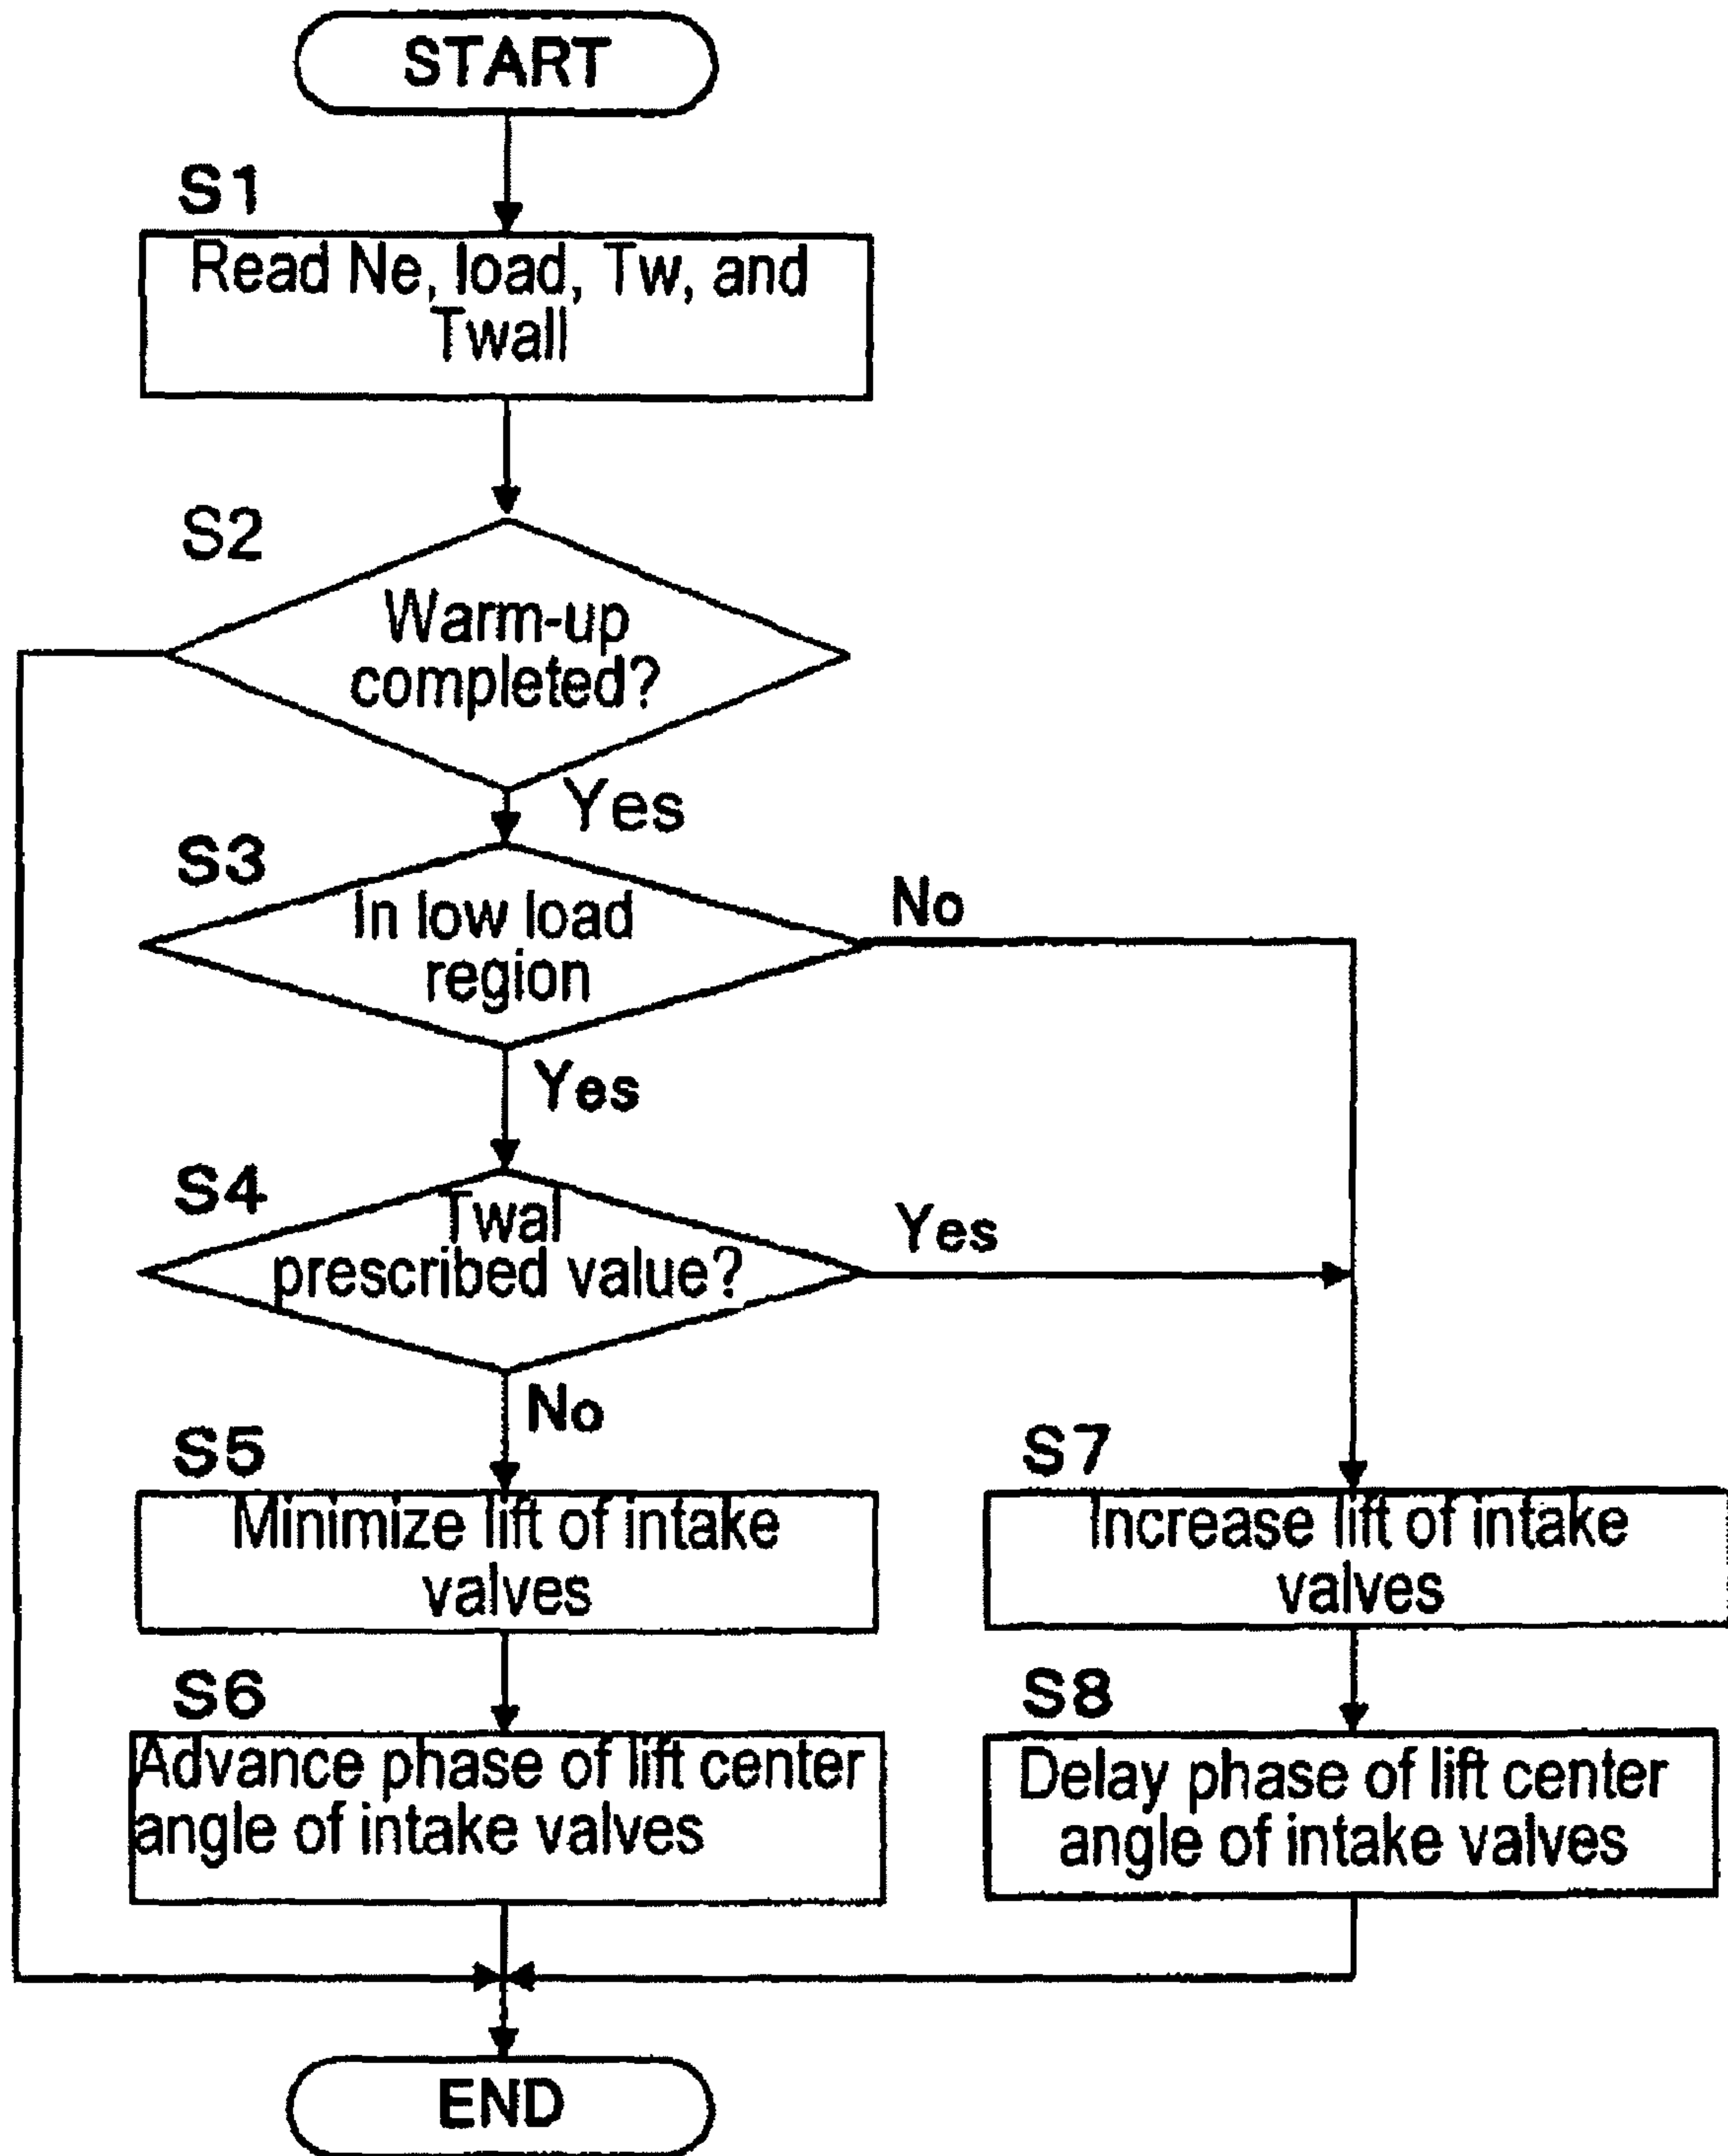 START
S1
Read Ne, load, Tw, and
Twall
S2
Warm-up
completed?
Yes
S3
In low load
region
No
Yes
S4
Twal
prescribed value?
Yes
No
S5
Minimize lift of intake
valves
S7
Increase lift of intake
valves
S6
Advance phase of lift center
angle of intake valves
S8
Delay phase of lift center
angle of intake valves
END